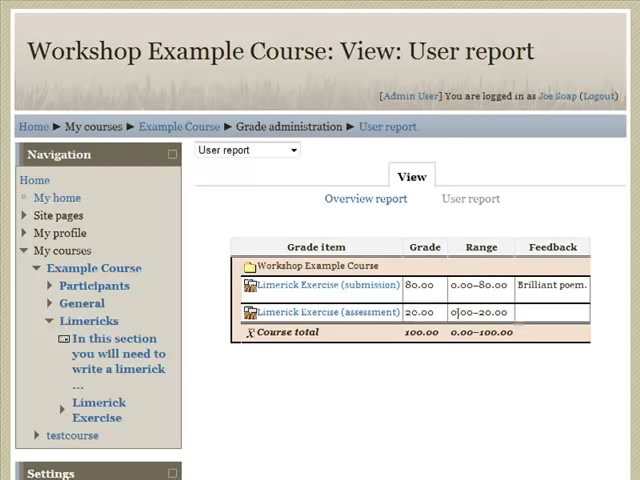 Workshop Example Course: View: User report
[Admin User] You are logged in as Joe Soap (Logout)
Home ► My courses ► Example Course ► Grade administration ► User report
Navigation
Home
My home
Site pages
My profile
My courses
Example Course
Participants
General
Limericks
In this section
you will need to
write a limerick
...
Limerick
Exercise
testcourse
Settings
User report
View
Overview report User report
Grade item Grade Range Feedback
Workshop Example Course
Limerick Exercise (submission) 80.00 0.00–80.00 Brilliant poem.
Limerick Exercise (assessment) 20.00 0.00–20.00
x̄ Course total 100.00 0.00–100.00